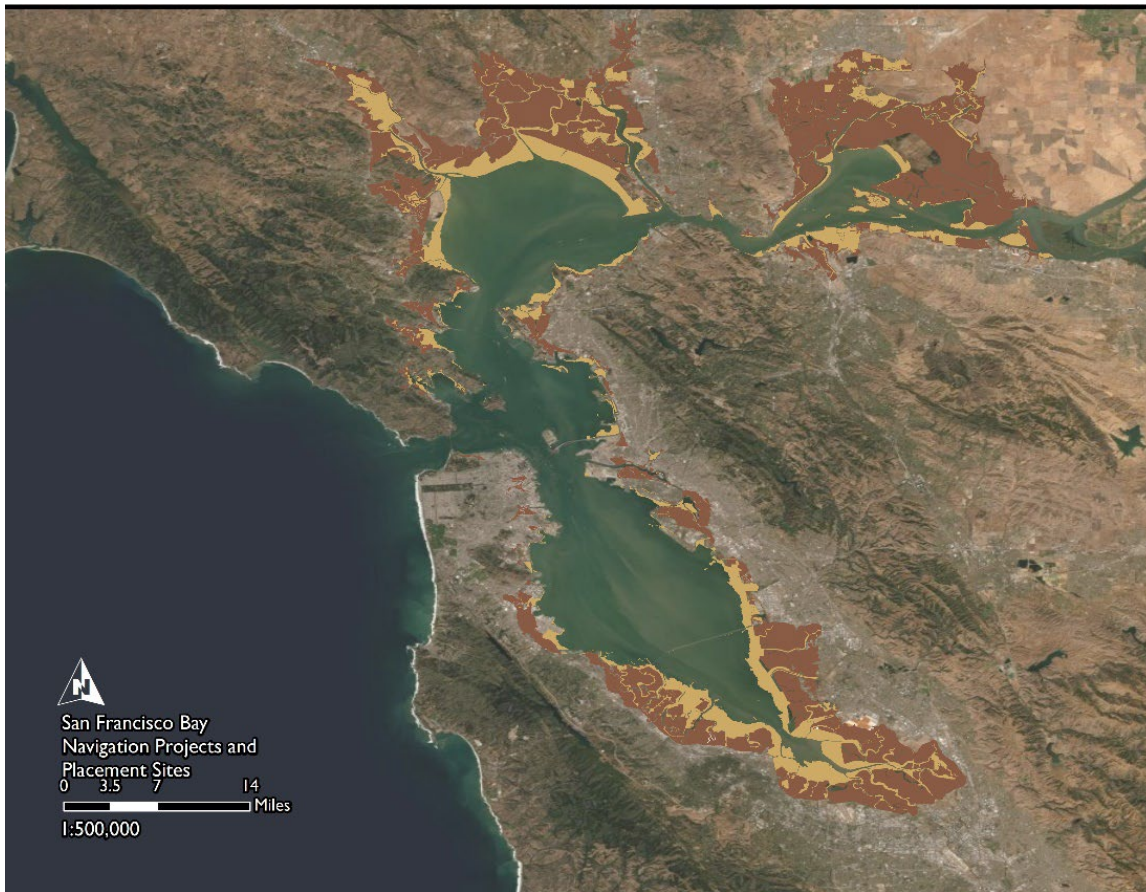 N
San Francisco Bay
Navigation Projects and
Placement Sites
0 3.5 7 14
Miles
1:500,000